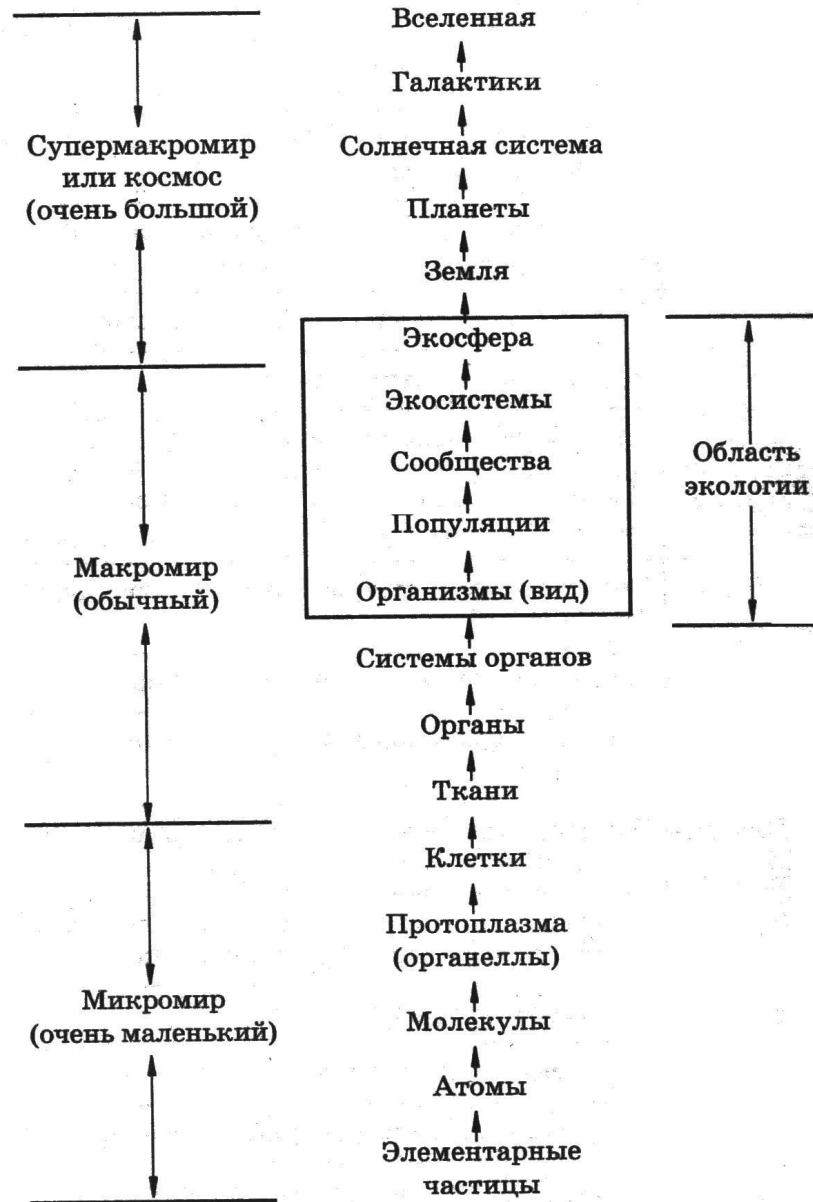 Вселенная
Галактики
Супермакромир
или космос
(очень большой)
Солнечная система
Планеты
Земля
Экосфера
Экосистемы
Сообщества
Популяции
Организмы (вид)
Область
экологии
Макромир
(обычный)
Системы органов
Органы
Ткани
Клетки
Протоплазма
(органеллы)
Микромир
(очень маленький)
Молекулы
Атомы
Элементарные
частицы